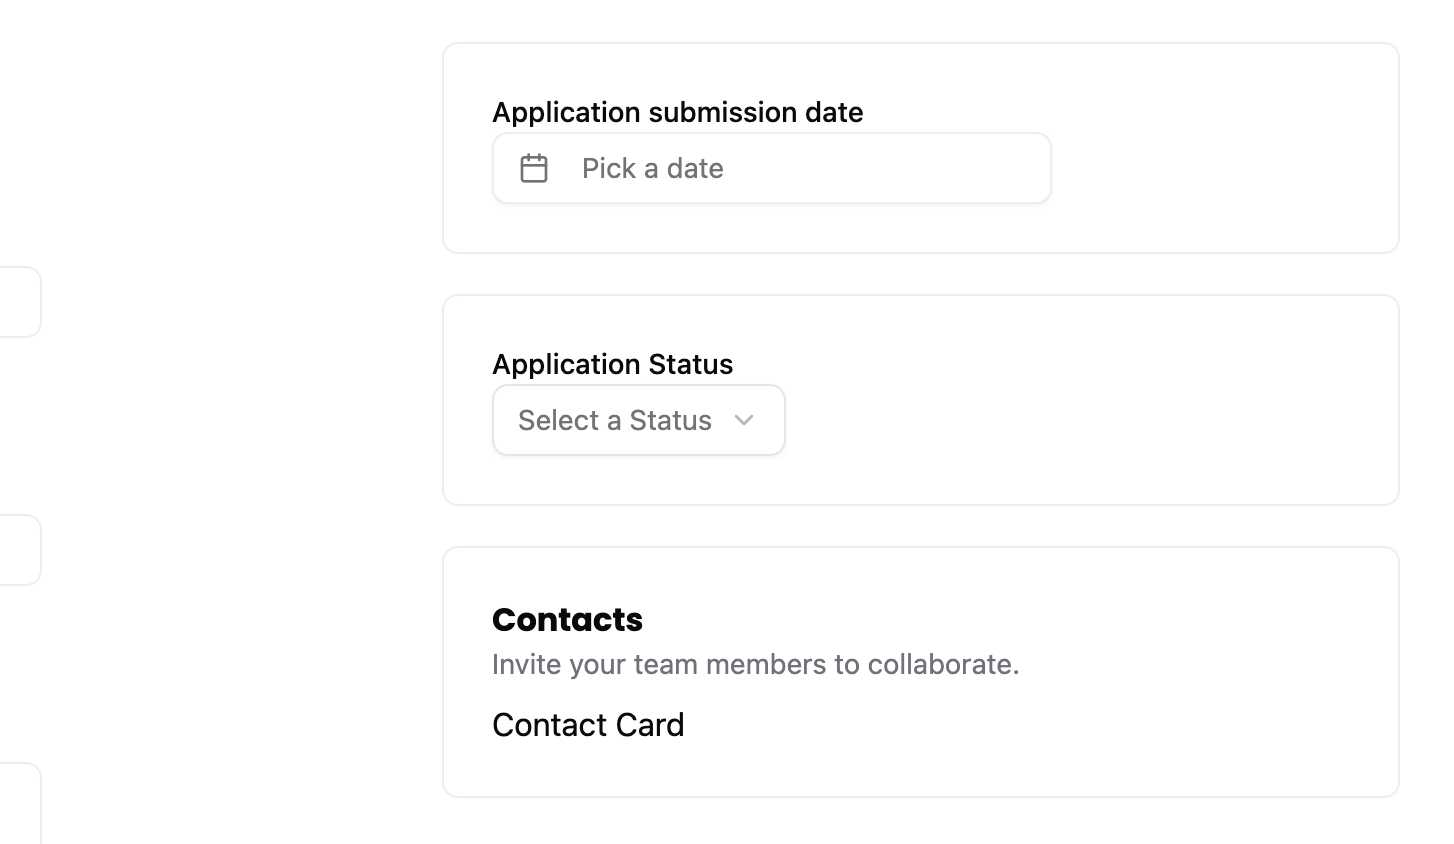 Application submission date
Pick a date
Application Status
Select a Status
Contacts
Invite your team members to collaborate.
Contact Card